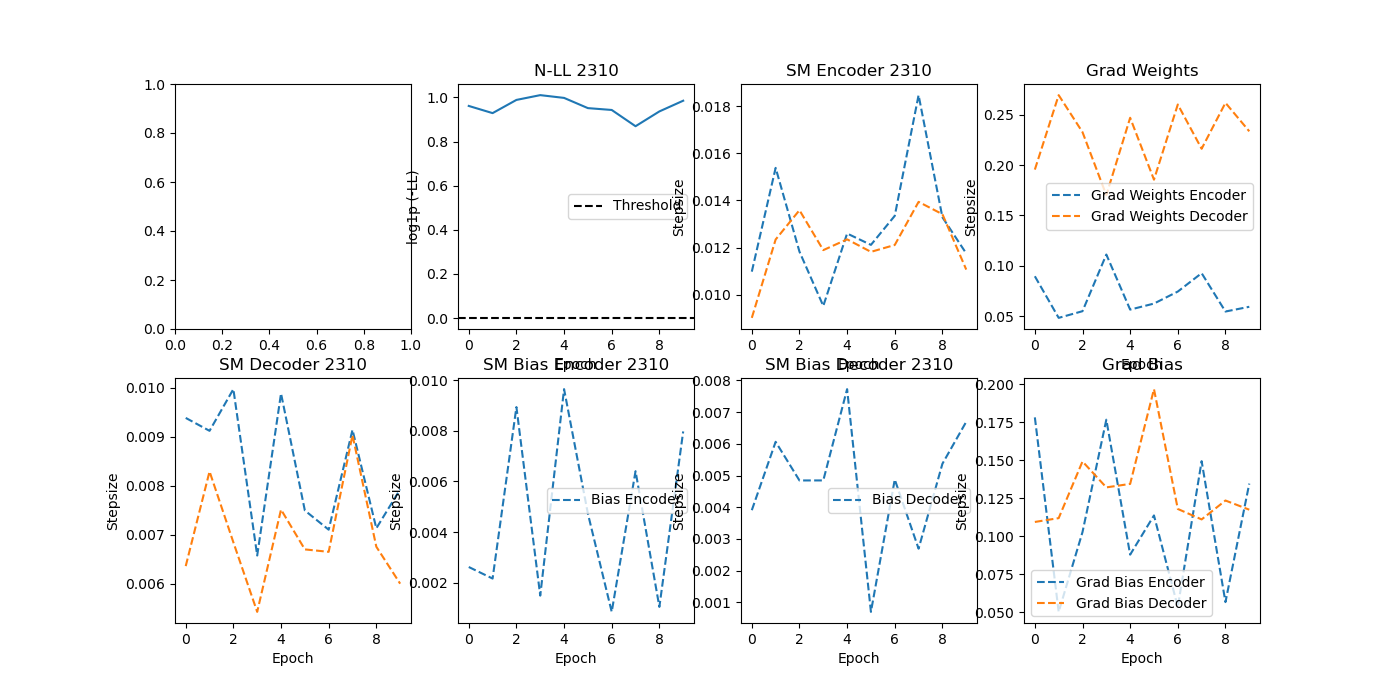 N-LL 2310
SM Encoder 2310
Grad Weights
1.0
0.8
0.6
0.4
0.2
0.0
0.0 0.2 0.4 0.6 0.8 1.0
log1p (-LL)
1.0
0.8
0.6
0.4
0.2
0.0
Threshold
0 2 4 6 8
Epoch
Stepsize
0.018
0.016
0.014
0.012
0.010
0 2 4 6 8
Epoch
Stepsize
0.25
0.20
0.15
0.10
0.05
Grad Weights Encoder
Grad Weights Decoder
0 2 4 6 8
Epoch
SM Decoder 2310
SM Bias Encoder 2310
SM Bias Decoder 2310
Grad Bias
Stepsize
0.010
0.009
0.008
0.007
0.006
0 2 4 6 8
Epoch
Stepsize
0.010
0.008
0.006
0.004
0.002
Bias Encoder
0 2 4 6 8
Epoch
Stepsize
0.008
0.007
0.006
0.005
0.004
0.003
0.002
0.001
Bias Decoder
0 2 4 6 8
Epoch
Stepsize
0.200
0.175
0.150
0.125
0.100
0.075
0.050
Grad Bias Encoder
Grad Bias Decoder
0 2 4 6 8
Epoch